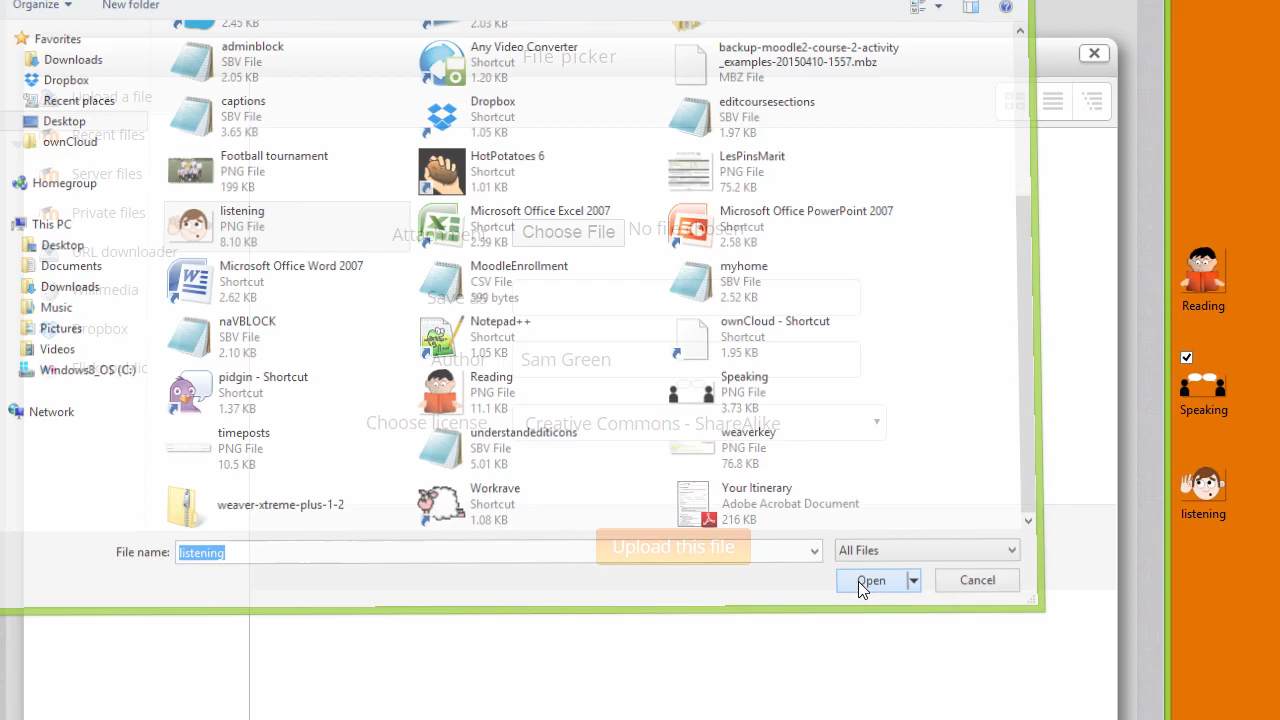 Organize
New folder
2.45 KB
2.03 KB
Favorites
Downloads
Dropbox
Recent places
Desktop
ownCloud
Homegroup
This PC
Desktop
Documents
Downloads
Music
Pictures
Videos
Windows8_OS (C:)
Network
File picker
Upload a file
Recent files
Server files
Private files
URL downloader
Wikimedia
Dropbox
adminblock
SBV File
2.05 KB
Any Video Converter
Shortcut
1.20 KB
backup-moodle2-course-2-activity
_examples-20150410-1557.mbz
MBZ File
captions
SBV File
3.65 KB
Dropbox
Shortcut
1.05 KB
editcoursesections
SBV File
1.97 KB
Football tournament
PNG File
199 KB
HotPotatoes 6
Shortcut
1.01 KB
LesPinsMarit
PNG File
75.2 KB
listening
PNG File
8.10 KB
Microsoft Office Excel 2007
Shortcut
2.59 KB
Microsoft Office PowerPoint 2007
Shortcut
2.58 KB
Microsoft Office Word 2007
Shortcut
2.62 KB
MoodleEnrollment
CSV File
599 bytes
myhome
SBV File
2.52 KB
naVBLOCK
SBV File
2.10 KB
Notepad++
Shortcut
1.05 KB
ownCloud - Shortcut
Shortcut
1.95 KB
pidgin - Shortcut
Shortcut
1.37 KB
Reading
PNG File
11.1 KB
Speaking
PNG File
3.73 KB
timeposts
PNG File
10.5 KB
understandediticons
SBV File
5.01 KB
weaverkey
PNG File
76.8 KB
weaver-xtreme-plus-1-2
Workrave
Shortcut
1.08 KB
Your Itinerary
Adobe Acrobat Document
216 KB
Choose File
No file chosen
Save as
Author
Sam Green
Choose license
Creative Commons - ShareAlike
Upload this file
File name:
listening
All Files
Open
Cancel
Reading
Speaking
listening